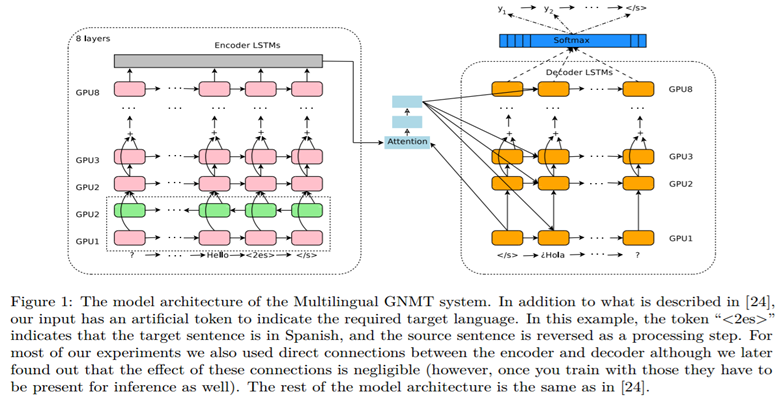 y1 y2 ... </s>
8 layers
Encoder LSTMs
Softmax
Decoder LSTMs
GPU8
GPU8
... ... ... ...
... ... ...
+ + + +
+ + +
Attention
GPU3
GPU3
GPU2
GPU2
GPU2
GPU1
GPU1
? ... Hello <2es> </s>
</s> ¿Hola ... ?
Figure 1: The model architecture of the Multilingual GNMT system. In addition to what is described in [24],
our input has an artificial token to indicate the required target language. In this example, the token “<2es>”
indicates that the target sentence is in Spanish, and the source sentence is reversed as a processing step. For
most of our experiments we also used direct connections between the encoder and decoder although we later
found out that the effect of these connections is negligible (however, once you train with those they have to
be present for inference as well). The rest of the model architecture is the same as in [24].